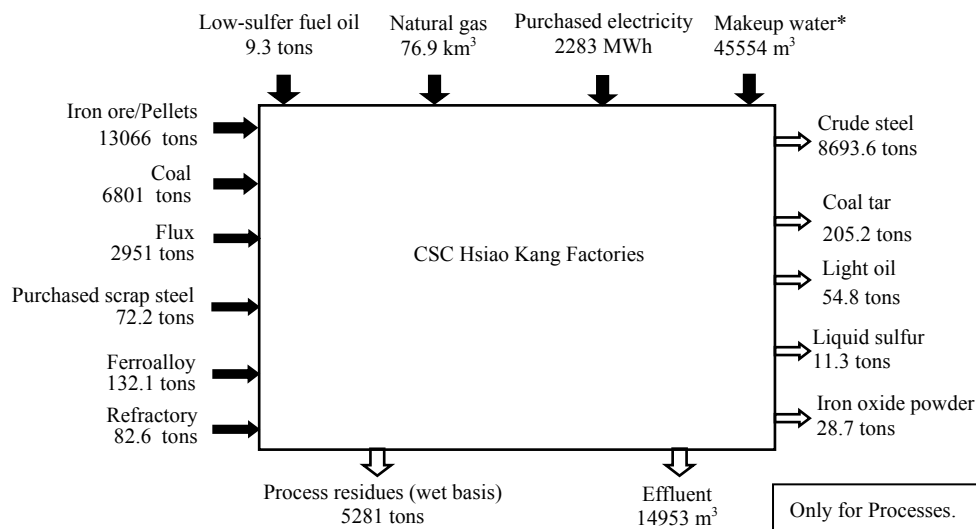 Low-sulfer fuel oil
9.3 tons
Natural gas
76.9 km³
Purchased electricity
2283 MWh
Makeup water*
45554 m³
Iron ore/Pellets
13066 tons
Coal
6801 tons
Flux
2951 tons
Purchased scrap steel
72.2 tons
Ferroalloy
132.1 tons
Refractory
82.6 tons
CSC Hsiao Kang Factories
Crude steel
8693.6 tons
Coal tar
205.2 tons
Light oil
54.8 tons
Liquid sulfur
11.3 tons
Iron oxide powder
28.7 tons
Process residues (wet basis)
5281 tons
Effluent
14953 m³
Only for Processes.